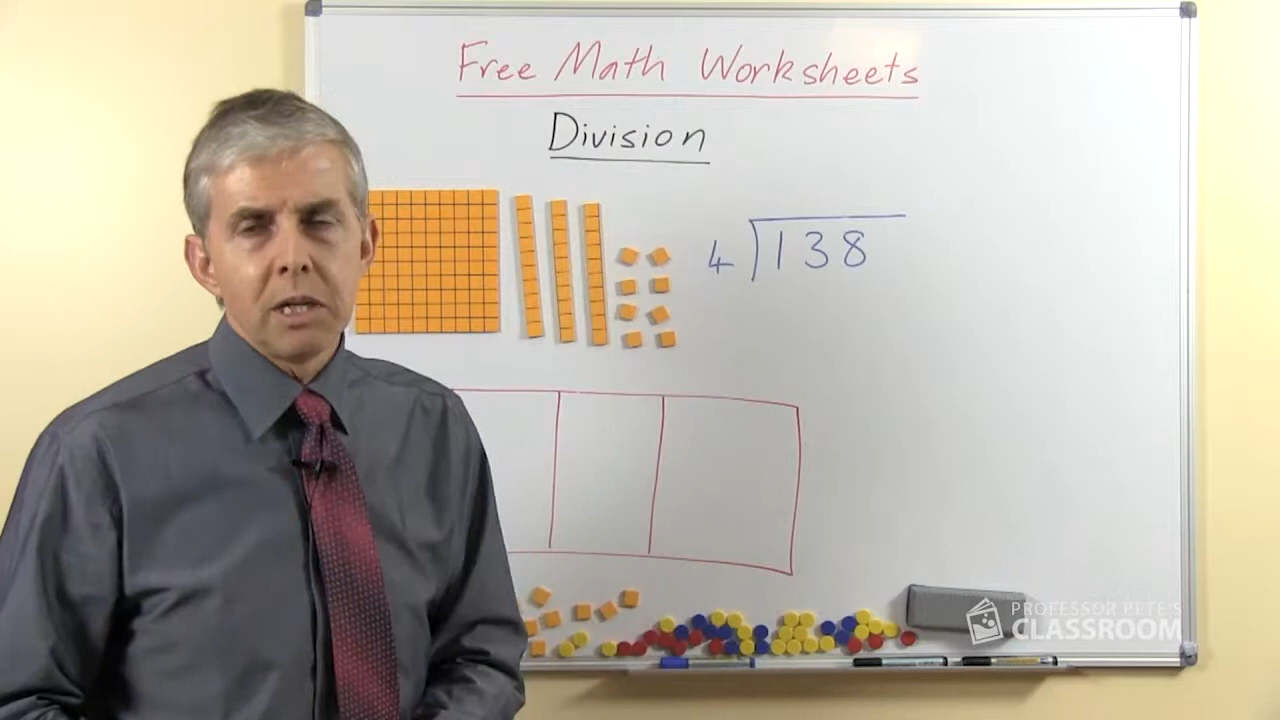 Free Math Worksheets
Division
4 138
PROFESSOR PETE'S
CLASSROOM